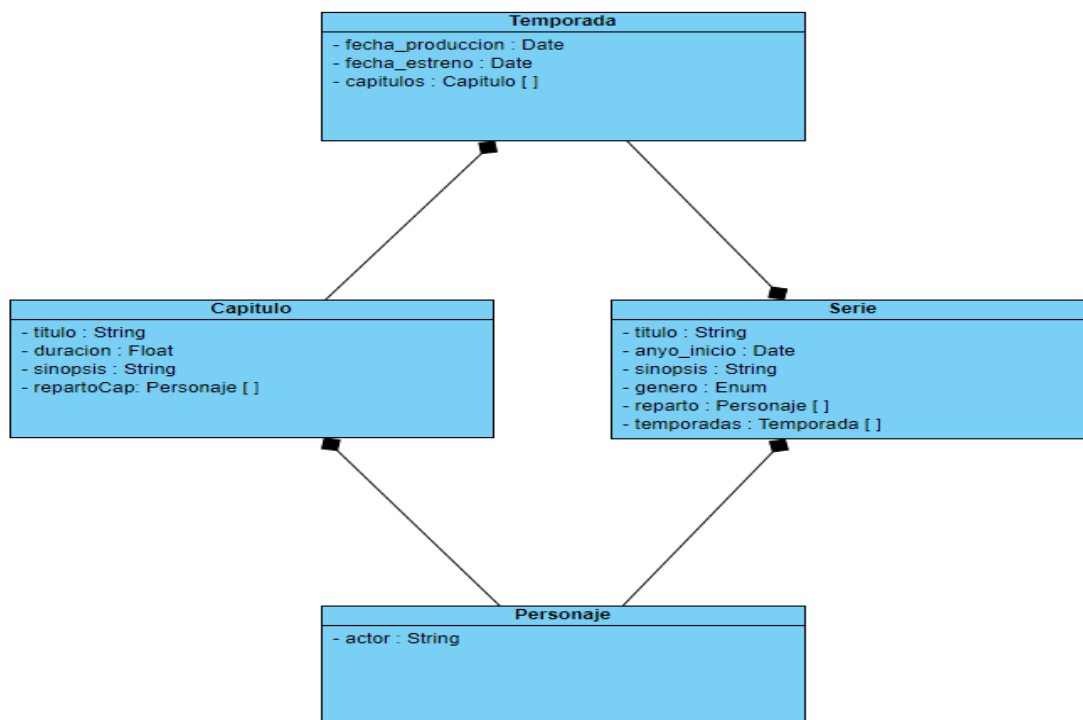 Temporada
- fecha_produccion : Date
- fecha_estreno : Date
- capitulos : Capitulo [ ]
Capitulo
- titulo : String
- duracion : Float
- sinopsis : String
- repartoCap: Personaje [ ]
Serie
- titulo : String
- anyo_inicio : Date
- sinopsis : String
- genero : Enum
- reparto : Personaje [ ]
- temporadas : Temporada [ ]
Personaje
- actor : String